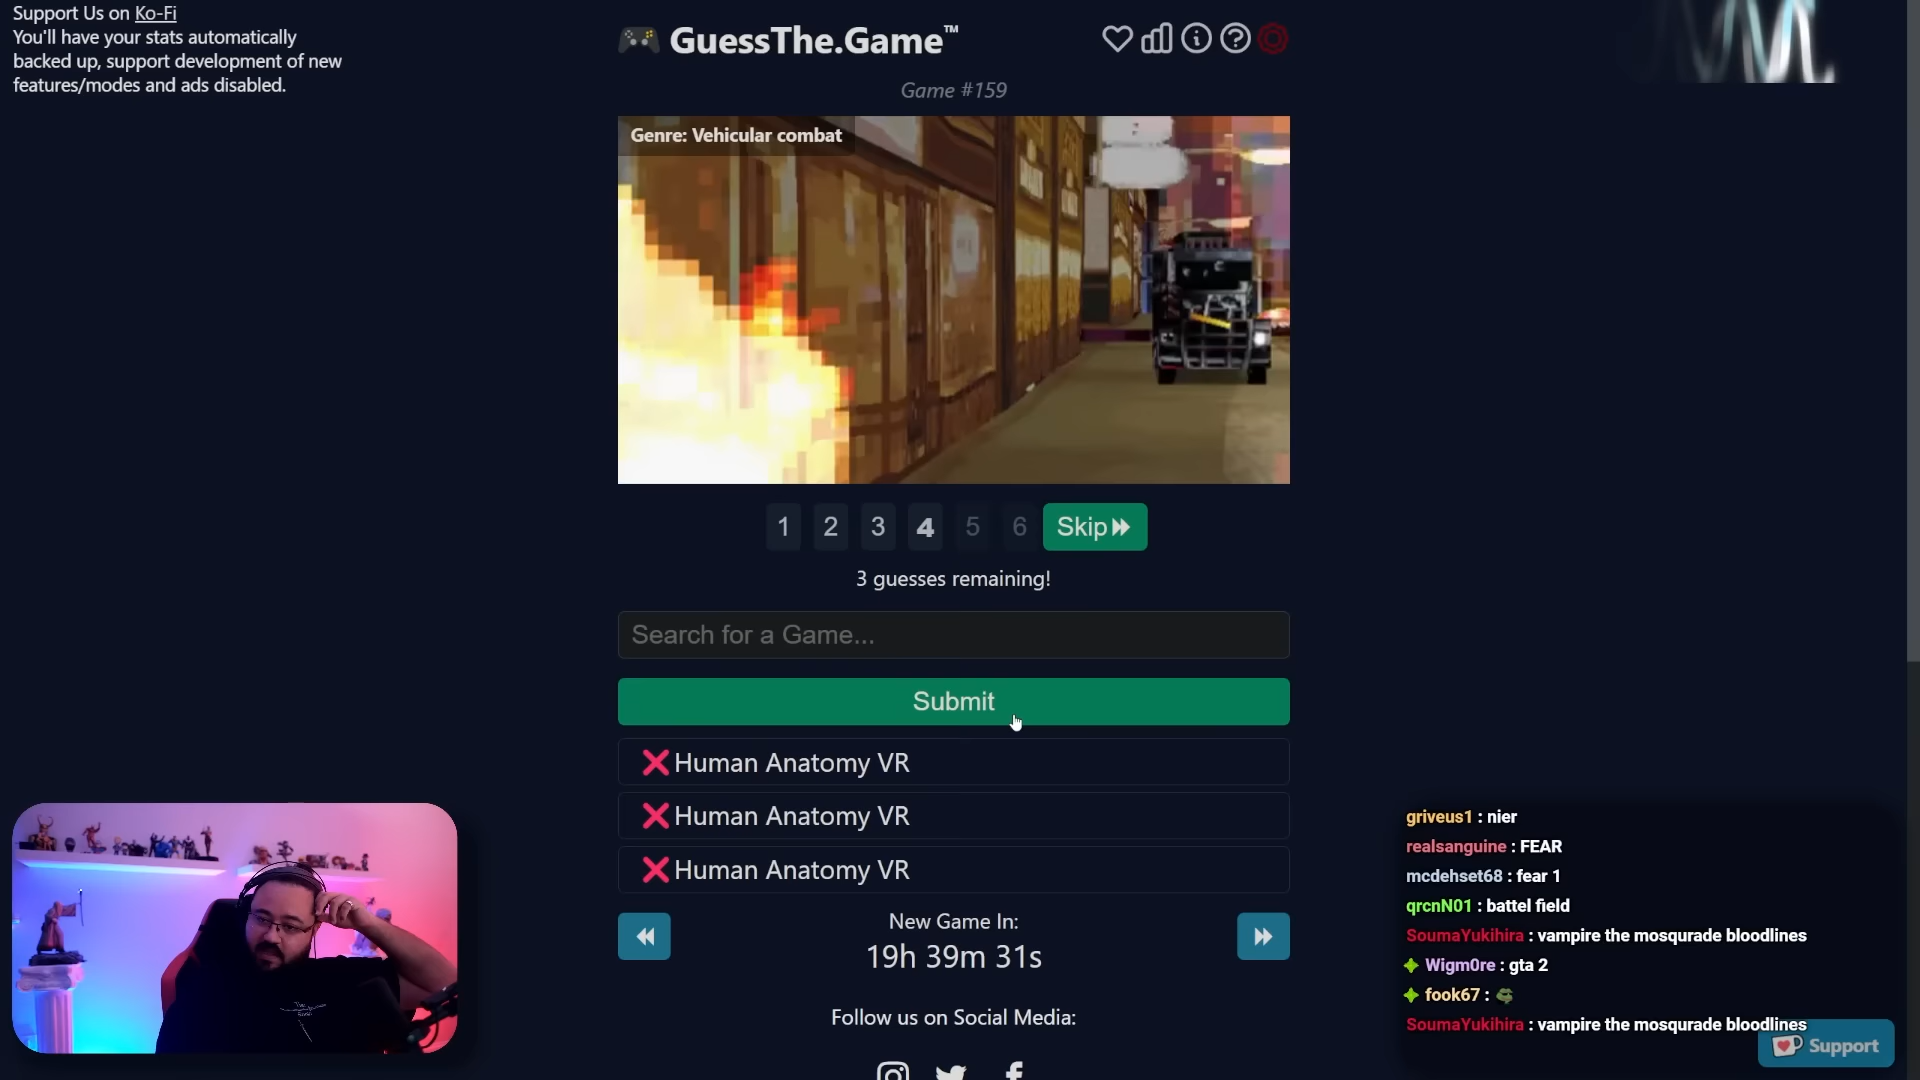 Support Us on Ko-Fi
You'll have your stats automatically
backed up, support development of new
features/modes and ads disabled.
GuessThe.Game™
Game #159
Genre: Vehicular combat
1 2 3 4 5 6 Skip
3 guesses remaining!
Search for a Game...
Submit
Human Anatomy VR
Human Anatomy VR
Human Anatomy VR
New Game In:
19h 39m 31s
Follow us on Social Media:
griveus1 : nier
realsanguine : FEAR
mcdehset68 : fear 1
qrcnN01 : battel field
SoumaYukihira : vampire the mosqurade bloodlines
Wigm0re : gta 2
fook67 :
SoumaYukihira : vampire the mosqurade bloodlines
Support